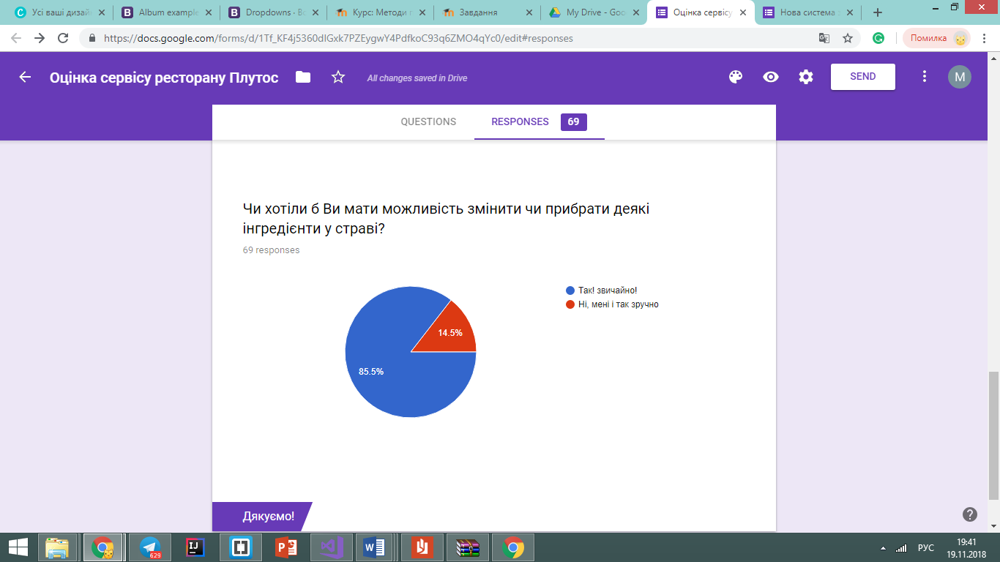 Усі ваші дизай
Album example
Dropdowns · Bo
Курс: Методи п
Завдання
My Drive - Goo
Оцінка сервісу
Нова система з
https://docs.google.com/forms/d/1Tf_KF4j5360dlGxk7PZEygwY4PdfkoC93q6ZMO4qYc0/edit#responses
Помилка
Оцінка сервісу ресторану Плутос
All changes saved in Drive
SEND
M
QUESTIONS
RESPONSES
69
Чи хотіли б Ви мати можливість змінити чи прибрати деякі
інгредієнти у страві?
69 responses
Так! звичайно!
Ні, мені і так зручно
14.5%
85.5%
Дякуємо!
629
РУС
19:41
19.11.2018